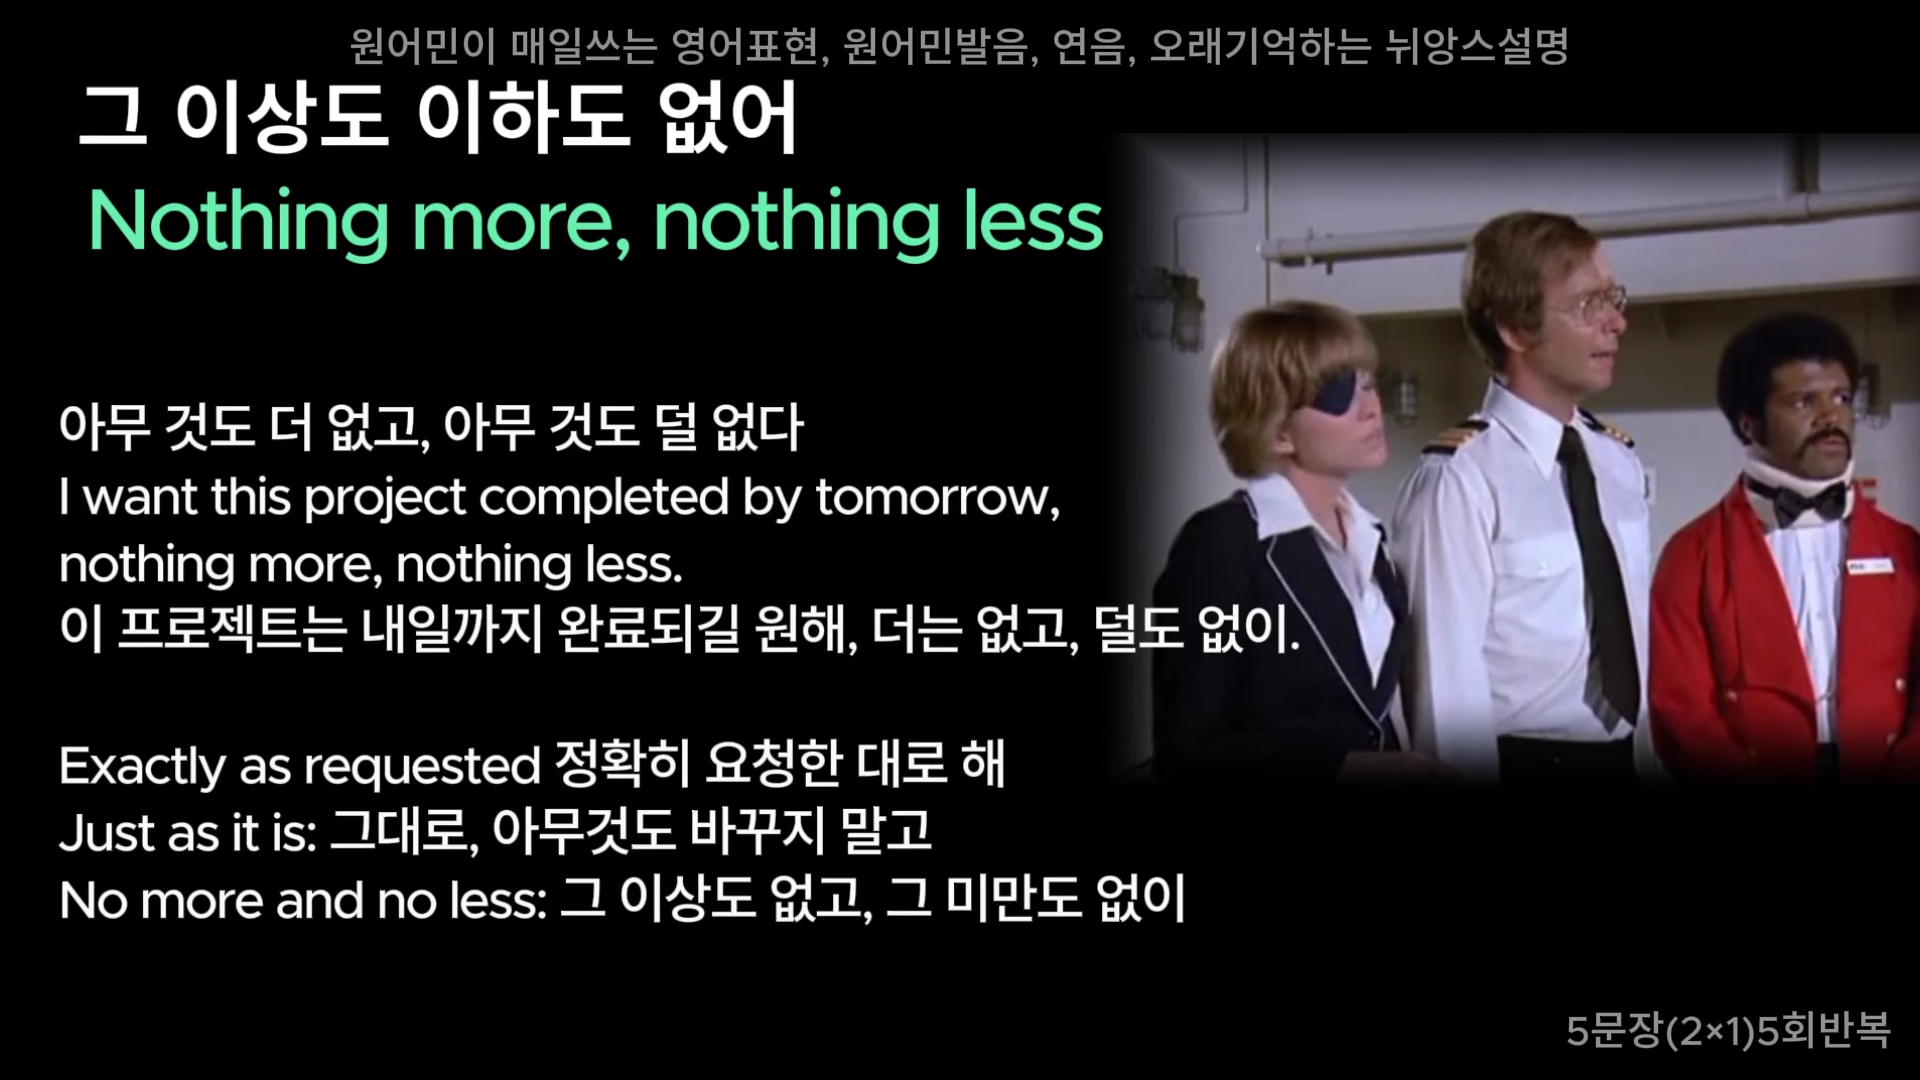 원어민이 매일쓰는 영어표현, 원어민발음, 연음, 오래기억하는 뉘앙스설명
그 이상도 이하도 없어
Nothing more, nothing less
아무 것도 더 없고, 아무 것도 덜 없다
I want this project completed by tomorrow,
nothing more, nothing less.
이 프로젝트는 내일까지 완료되길 원해, 더는 없고, 덜도 없이.
Exactly as requested 정확히 요청한 대로 해
Just as it is: 그대로, 아무것도 바꾸지 말고
No more and no less: 그 이상도 없고, 그 미만도 없이
5문장(2×1)5회반복